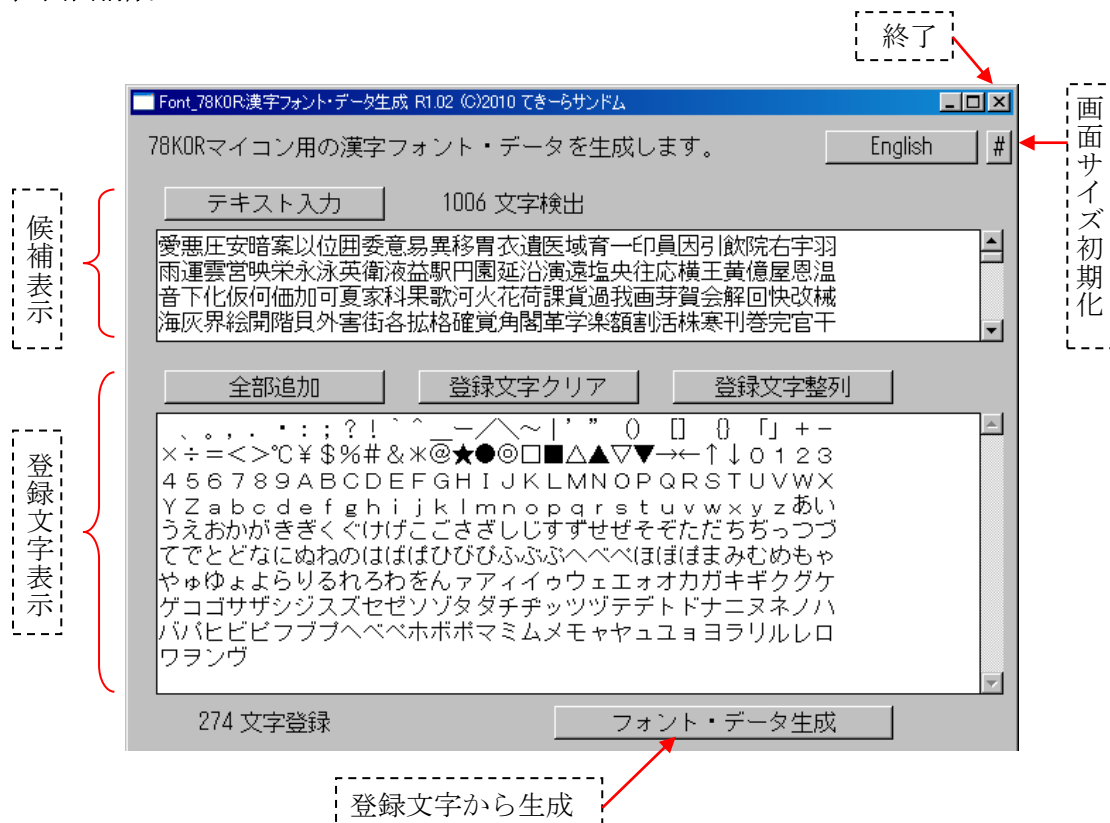 終了
Font_78K0R:漢字フォント・データ生成 R1.02 (C)2010 てきーらサンドム
78K0Rマイコン用の漢字フォント・データを生成します。
English
#
画面サイズ初期化
テキスト入力
1006 文字検出
候補表示
愛悪圧安暗案以位囲委意易異移胃衣遺医域育一印員因引飲院右宇羽
雨運雲営映栄永泳英衛液益駅円園延沿演遠塩央往応横王黄億屋恩温
音下化仮何価加可夏家科果歌河火花荷課貨過我画芽賀会解回快改械
海灰界絵開階貝外害街各拡格確覚角閣革学楽額割活株寒刊巻完官干
全部追加
登録文字クリア
登録文字整列
登録文字表示
、。，．・：；？！｀＾＿―／＼～｜’” () [] {} 「」＋－
×÷＝＜＞℃￥＄％＃＆＊＠★●◎□■△▲▽▼→←↑↓０１２３
４５６７８９ＡＢＣＤＥＦＧＨＩＪＫＬＭＮＯＰＱＲＳＴＵＶＷＸ
ＹＺａｂｃｄｅｆｇｈｉｊｋｌｍｎｏｐｑｒｓｔｕｖｗｘｙｚあい
うえおかがきぎくぐけげこごさざしじすずせぜそぞただちぢっつづ
てでとどなにぬねのはばぱひびぴふぶぷへべぺほぼぽまみむめもゃ
やゅゆょよらりるれろわをんァアィイゥウェエォオカガキギクグケ
ゲコゴサザシジスズセゼソゾタダチヂッツヅテデトドナニヌネノハ
バパヒビピフブプヘベペホボポマミムメモャヤュユョヨラリルレロ
ワヲンヴ
274 文字登録
フォント・データ生成
登録文字から生成